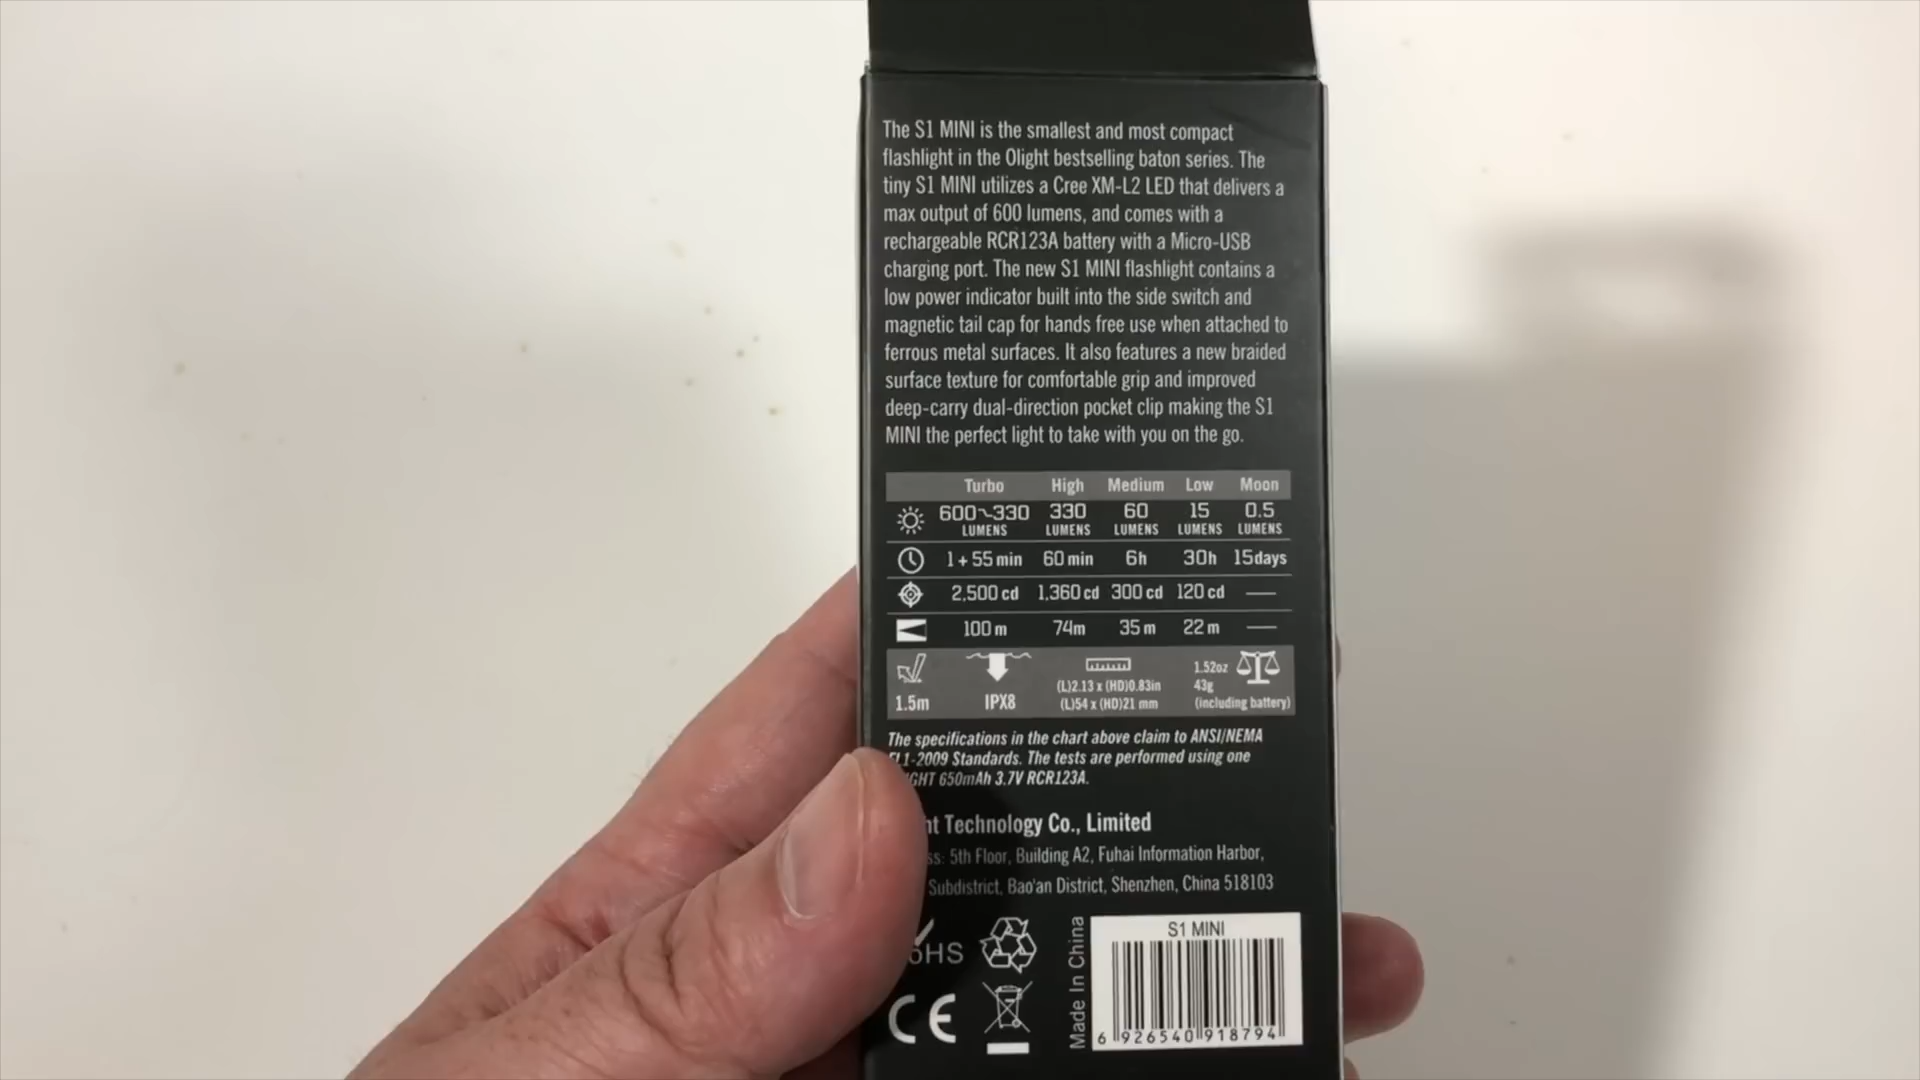 The S1 MINI is the smallest and most compact
flashlight in the Olight bestselling baton series. The
tiny S1 MINI utilizes a Cree XM-L2 LED that delivers a
max output of 600 lumens, and comes with a
rechargeable RCR123A battery with a Micro-USB
charging port. The new S1 MINI flashlight contains a
low power indicator built into the side switch and
magnetic tail cap for hands free use when attached to
ferrous metal surfaces. It also features a new braided
surface texture for comfortable grip and improved
deep-carry dual-direction pocket clip making the S1
MINI the perfect light to take with you on the go.
Turbo High Medium Low Moon
600~330 330 60 15 0.5
LUMENS LUMENS LUMENS LUMENS LUMENS
1 + 55 min 60 min 6h 30h 15days
2,500 cd 1,360 cd 300 cd 120 cd —
100 m 74m 35 m 22 m —
1.5m IPX8 (L)2.13 x (HD)0.83in (L)54 x (HD)21 mm 1.52oz 43g (including battery)
The specifications in the chart above claim to ANSI/NEMA
FL1-2009 Standards. The tests are performed using one
650mAh 3.7V RCR123A.
Technology Co., Limited
5th Floor, Building A2, Fuhai Information Harbor,
Subdistrict, Bao'an District, Shenzhen, China 518103
CE
Made In China
S1 MINI
6 926540 918794